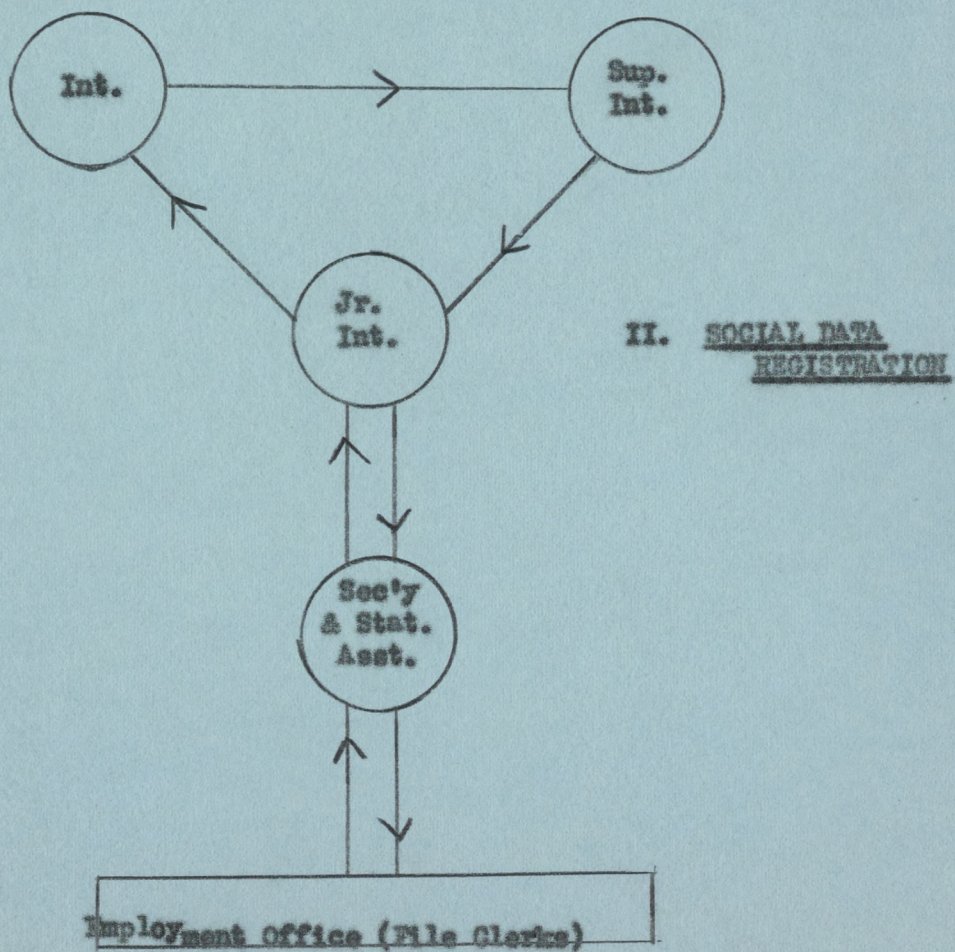 Int.
Sup.
Int.
Jr.
Int.
II. SOCIAL DATA
REGISTRATION
Sec'y
& Stat.
Asst.
Employment Office (File Clerks)